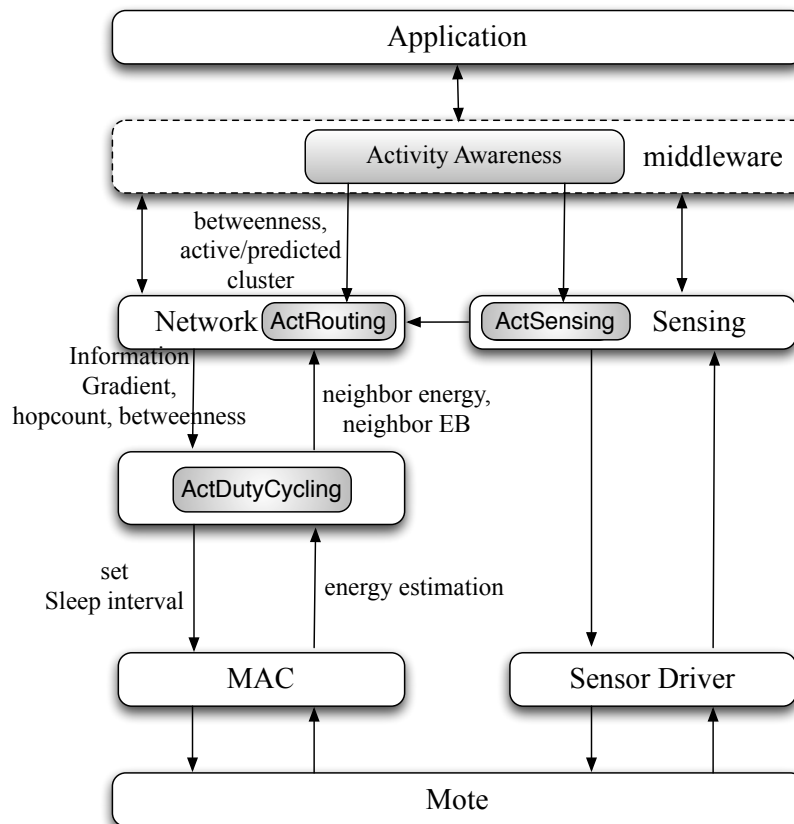 Application
Activity Awareness
middleware
betweenness,
active/predicted
cluster
Network
ActRouting
ActSensing
Sensing
Information
Gradient,
hopcount, betweenness
neighbor energy,
neighbor EB
ActDutyCycling
set
Sleep interval
energy estimation
MAC
Sensor Driver
Mote